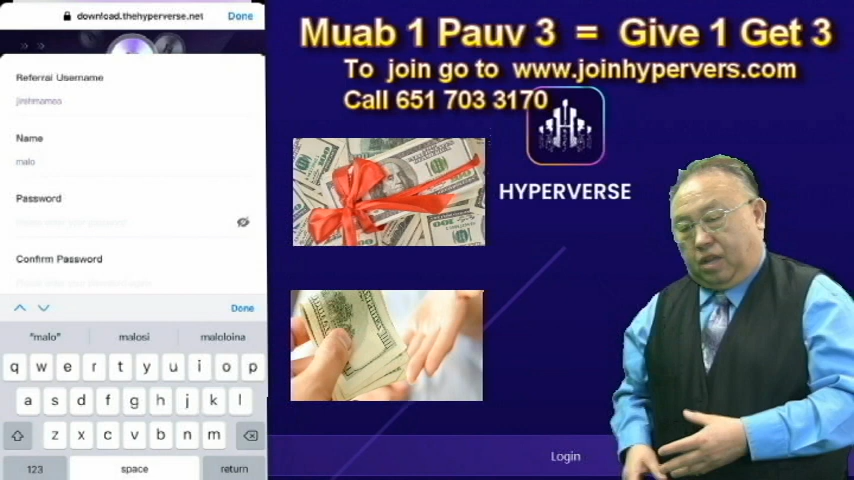 download.thehyperverse.net
Done
Referral Username
Name
malo
Password
Confirm Password
Done
"malo" malosi maloloina
q w e r t y u i o p
a s d f g h j k l
z x c v b n m
123 space return
Muab 1 Pauv 3 = Give 1 Get 3
To join go to www.joinhypervers.com
Call 651 703 3170
HYPERVERSE
Login